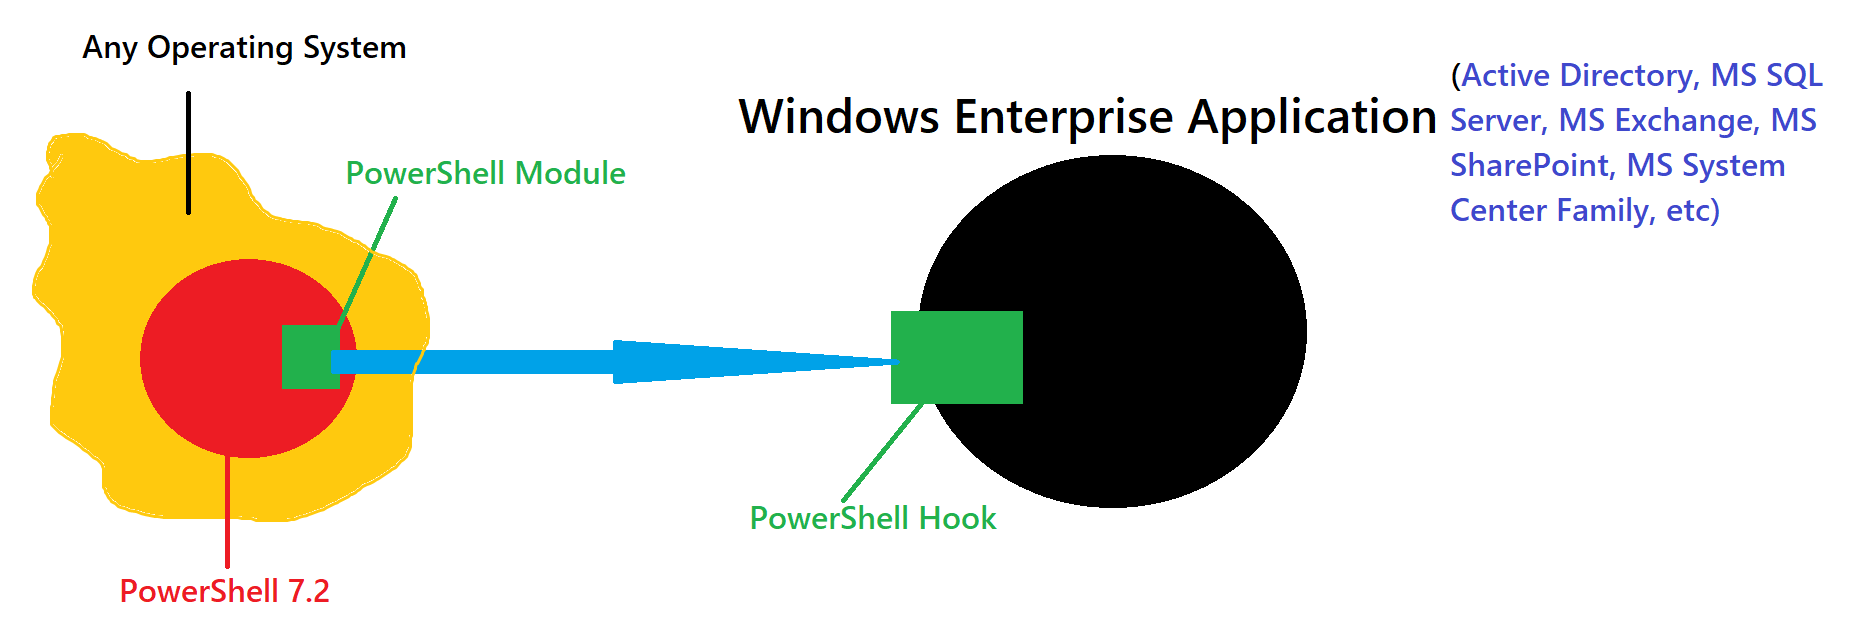 Any Operating System
PowerShell Module
Windows Enterprise Application
(Active Directory, MS SQL
Server, MS Exchange, MS
SharePoint, MS System
Center Family, etc)
PowerShell Hook
PowerShell 7.2